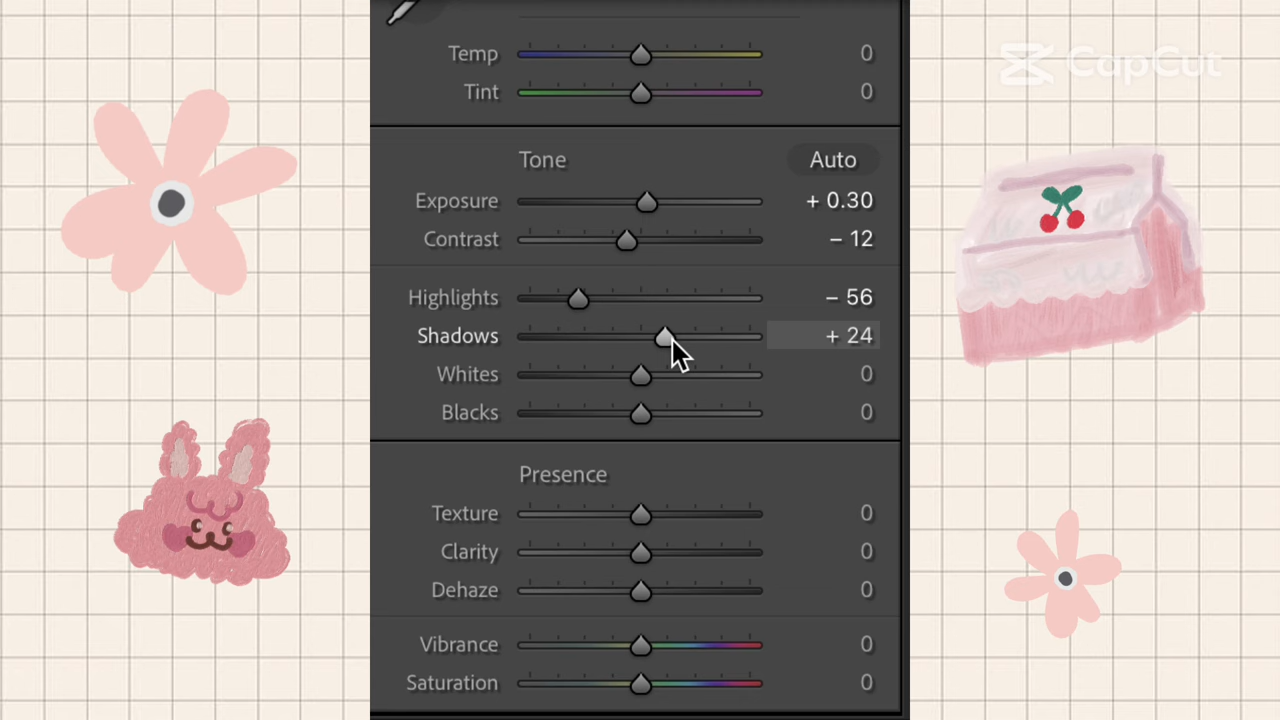 CapCut
Temp 0
Tint 0
Tone Auto
Exposure + 0.30
Contrast – 12
Highlights – 56
Shadows + 24
Whites 0
Blacks 0
Presence
Texture 0
Clarity 0
Dehaze 0
Vibrance 0
Saturation 0